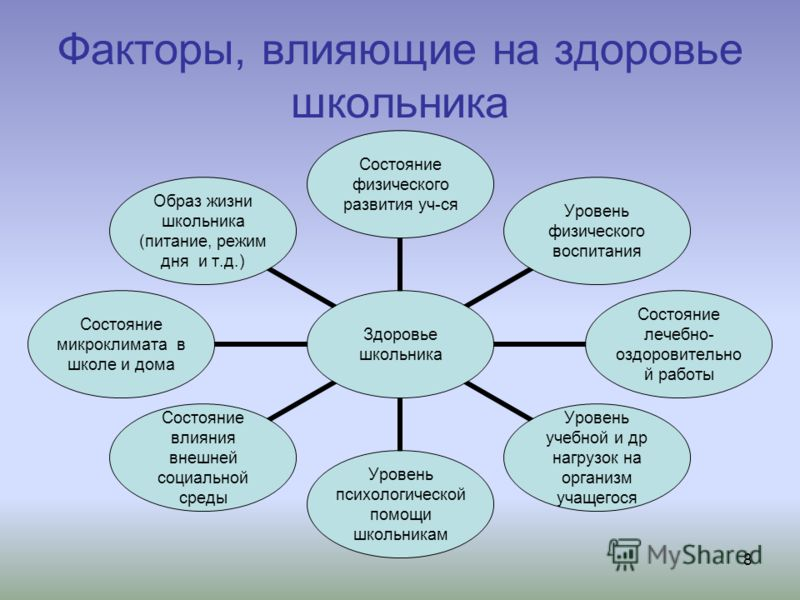 Факторы, влияющие на здоровье
школьника
Состояние
физического
развития уч-ся
Уровень
физического
воспитания
Состояние
лечебно-
оздоровительно
й работы
Уровень
учебной и др
нагрузок на
организм
учащегося
Уровень
психологической
помощи
школьникам
Состояние
влияния
внешней
социальной
среды
Состояние
микроклимата в
школе и дома
Образ жизни
школьника
(питание, режим
дня и т.д.)
Здоровье
школьника
MyShared
8